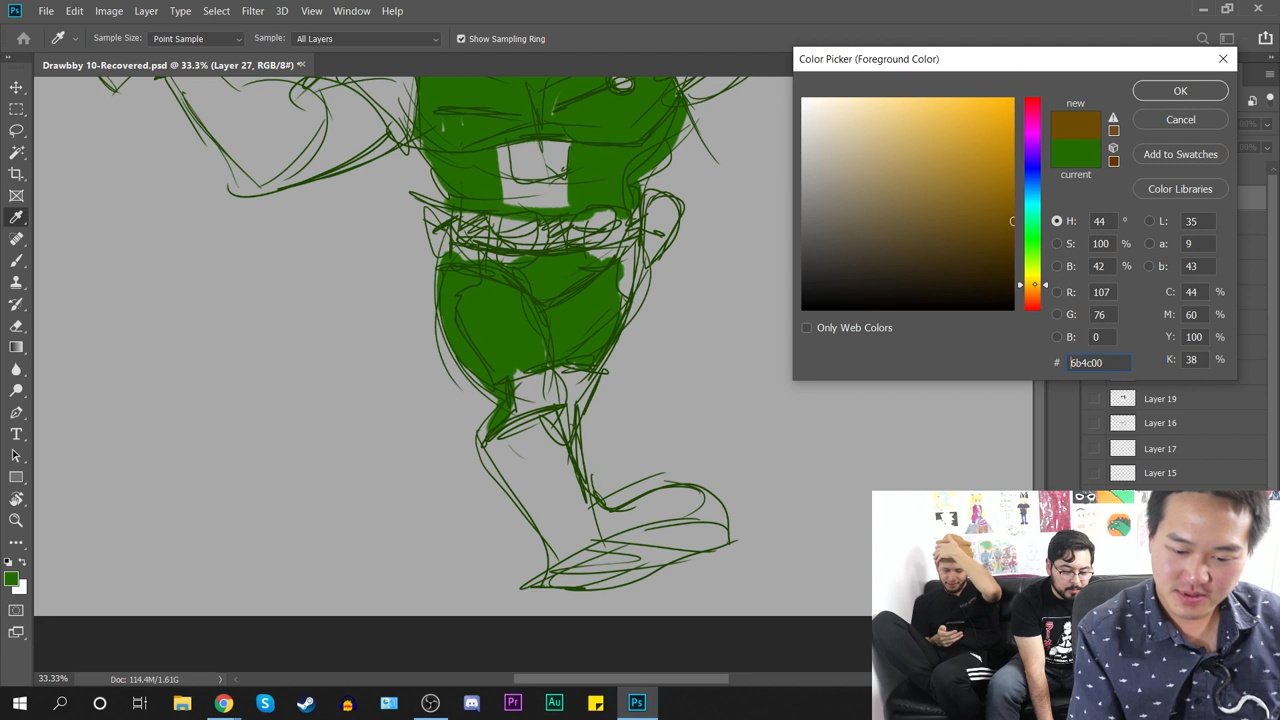 Ps File Edit Image Layer Type Select Filter 3D View Window Help
Sample Size: Point Sample Sample: All Layers Show Sampling Ring
Drawbby 10-Recovered.psd @ 33.3% (Layer 27, RGB/8#) *
Color Picker (Foreground Color)
new
current
OK
Cancel
Add to Swatches
Color Libraries
H: 44 ° L: 35
S: 100 % a: 9
B: 42 % b: 43
R: 107 C: 44 %
G: 76 M: 60 %
B: 0 Y: 100 %
# 6b4c00 K: 38 %
Only Web Colors
Layer 19
Layer 16
Layer 17
Layer 15
T
33.33% Doc: 114.4M/1.61G
S Pr Au Ps